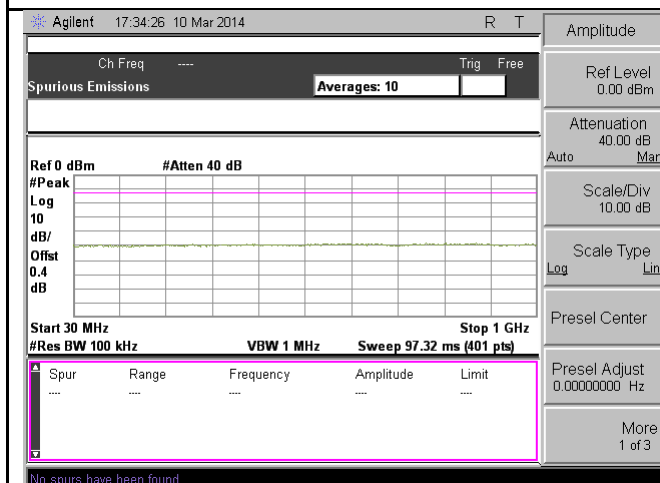 Agilent 17:34:26 10 Mar 2014 R T
Ch Freq ---- Trig Free
Spurious Emissions Averages: 10
Ref 0 dBm #Atten 40 dB
#Peak
Log
10
dB/
Offst
0.4
dB
Start 30 MHz Stop 1 GHz
#Res BW 100 kHz VBW 1 MHz Sweep 97.32 ms (401 pts)
Spur Range Frequency Amplitude Limit
---- ---- ---- ---- ----
No spurs have been found
Amplitude
Ref Level
0.00 dBm
Attenuation
40.00 dB
Auto Man
Scale/Div
10.00 dB
Scale Type
Log Lin
Presel Center
Presel Adjust
0.00000000 Hz
More
1 of 3